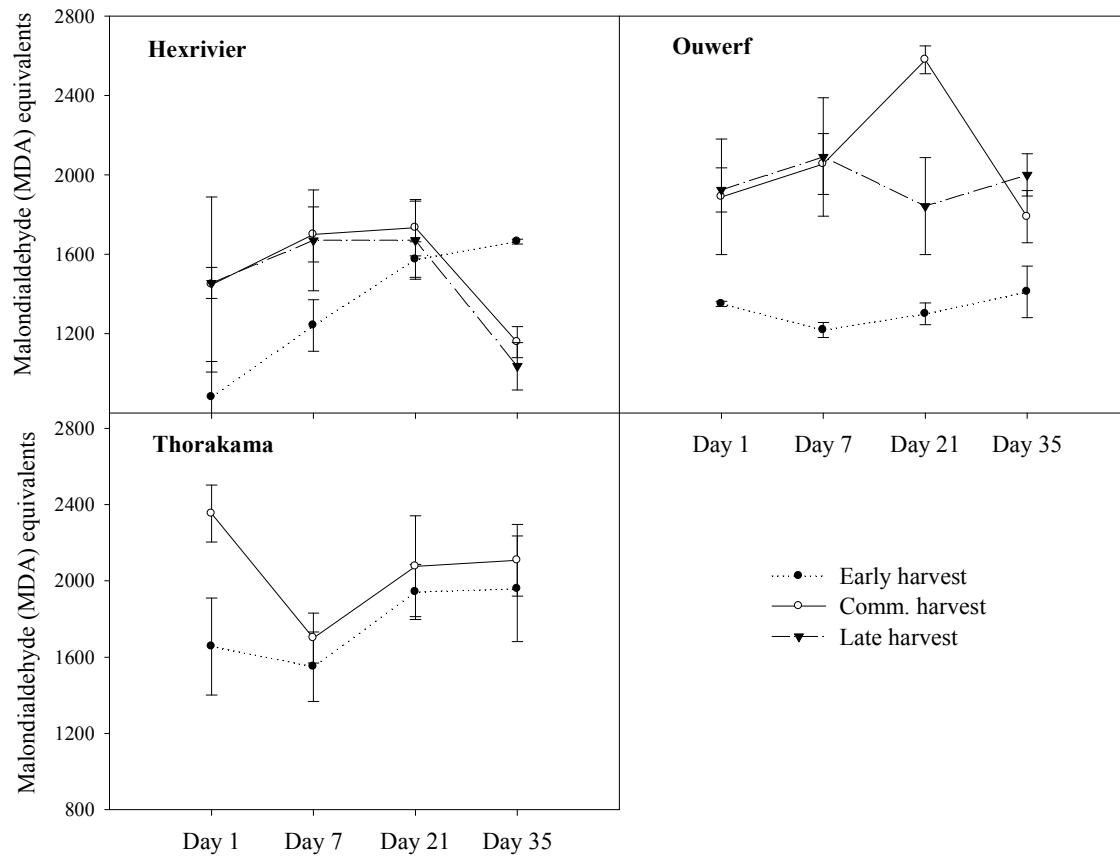 Malondialdehyde (MDA) equivalents
2800
2400
2000
1600
1200
Hexrivier
Ouwerf
Day 1 Day 7 Day 21 Day 35
Malondialdehyde (MDA) equivalents
2800
2400
2000
1600
1200
800
Thorakama
Day 1 Day 7 Day 21 Day 35
Early harvest
Comm. harvest
Late harvest